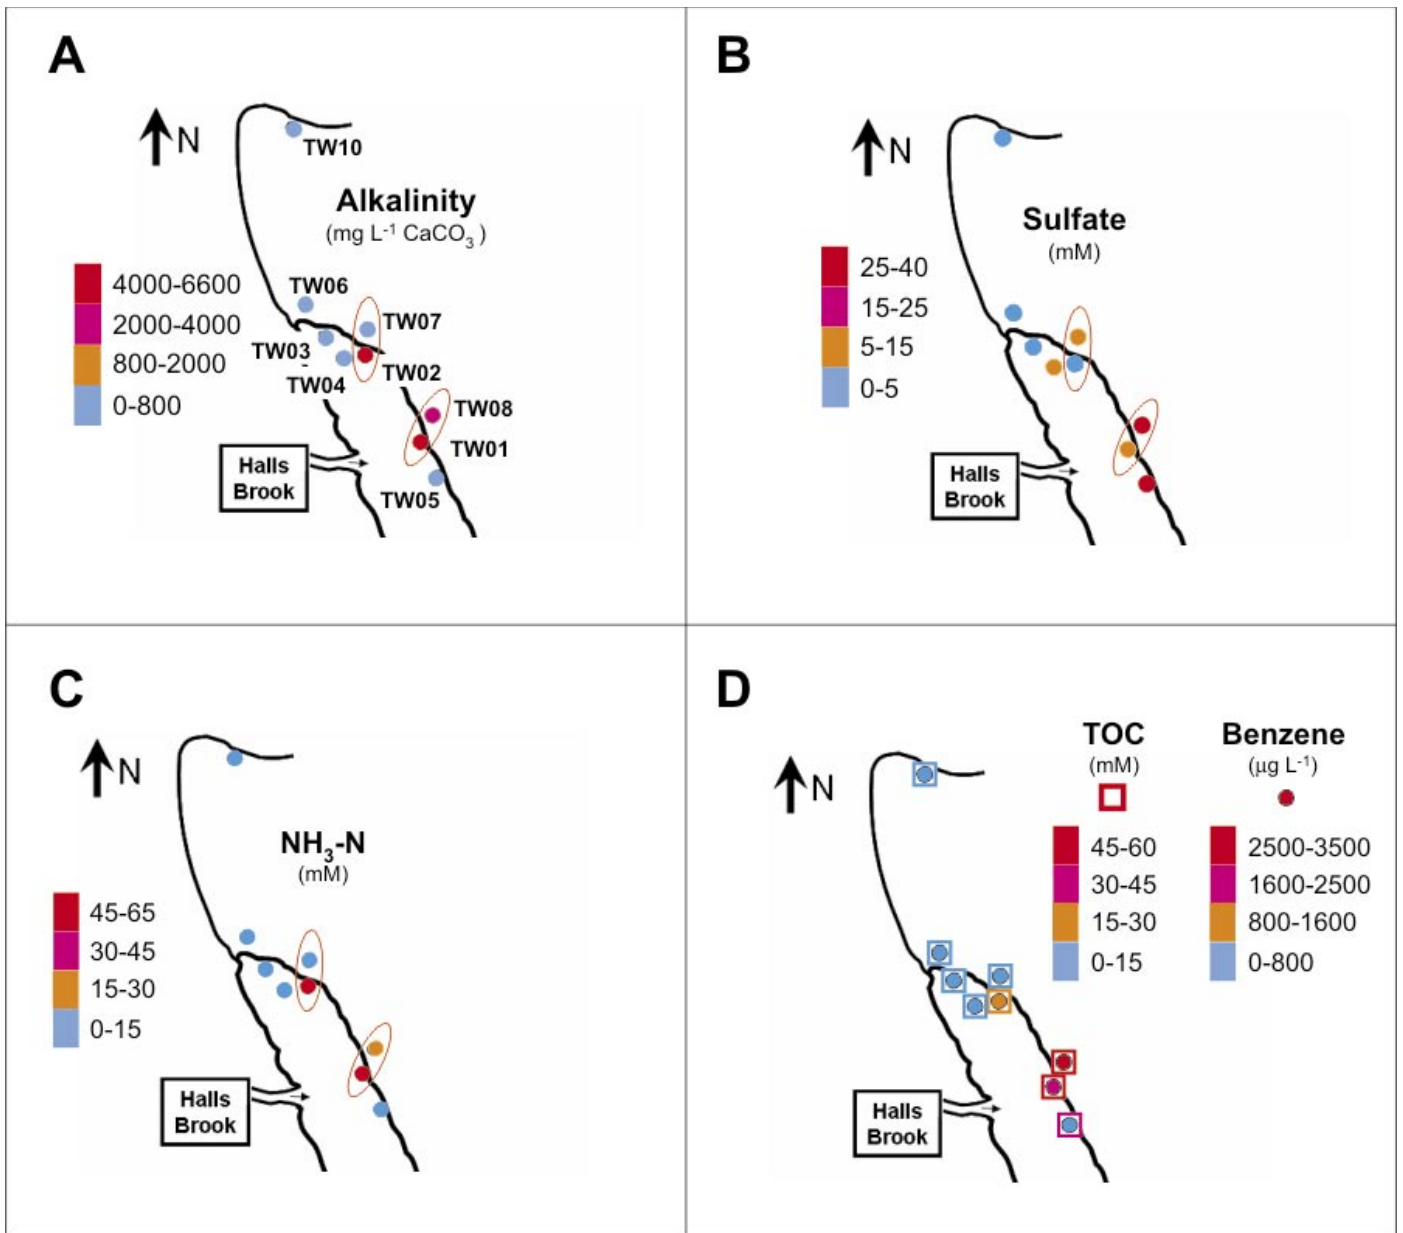 A
N
TW10
Alkalinity
(mg L-1 CaCO3 )
4000-6600
2000-4000
800-2000
0-800
TW06
TW07
TW03
TW02
TW04
TW08
TW01
TW05
Halls
Brook
B
N
Sulfate
(mM)
25-40
15-25
5-15
0-5
Halls
Brook
C
N
NH3-N
(mM)
45-65
30-45
15-30
0-15
Halls
Brook
D
N
TOC
(mM)
45-60
30-45
15-30
0-15
Benzene
(µg L-1)
2500-3500
1600-2500
800-1600
0-800
Halls
Brook